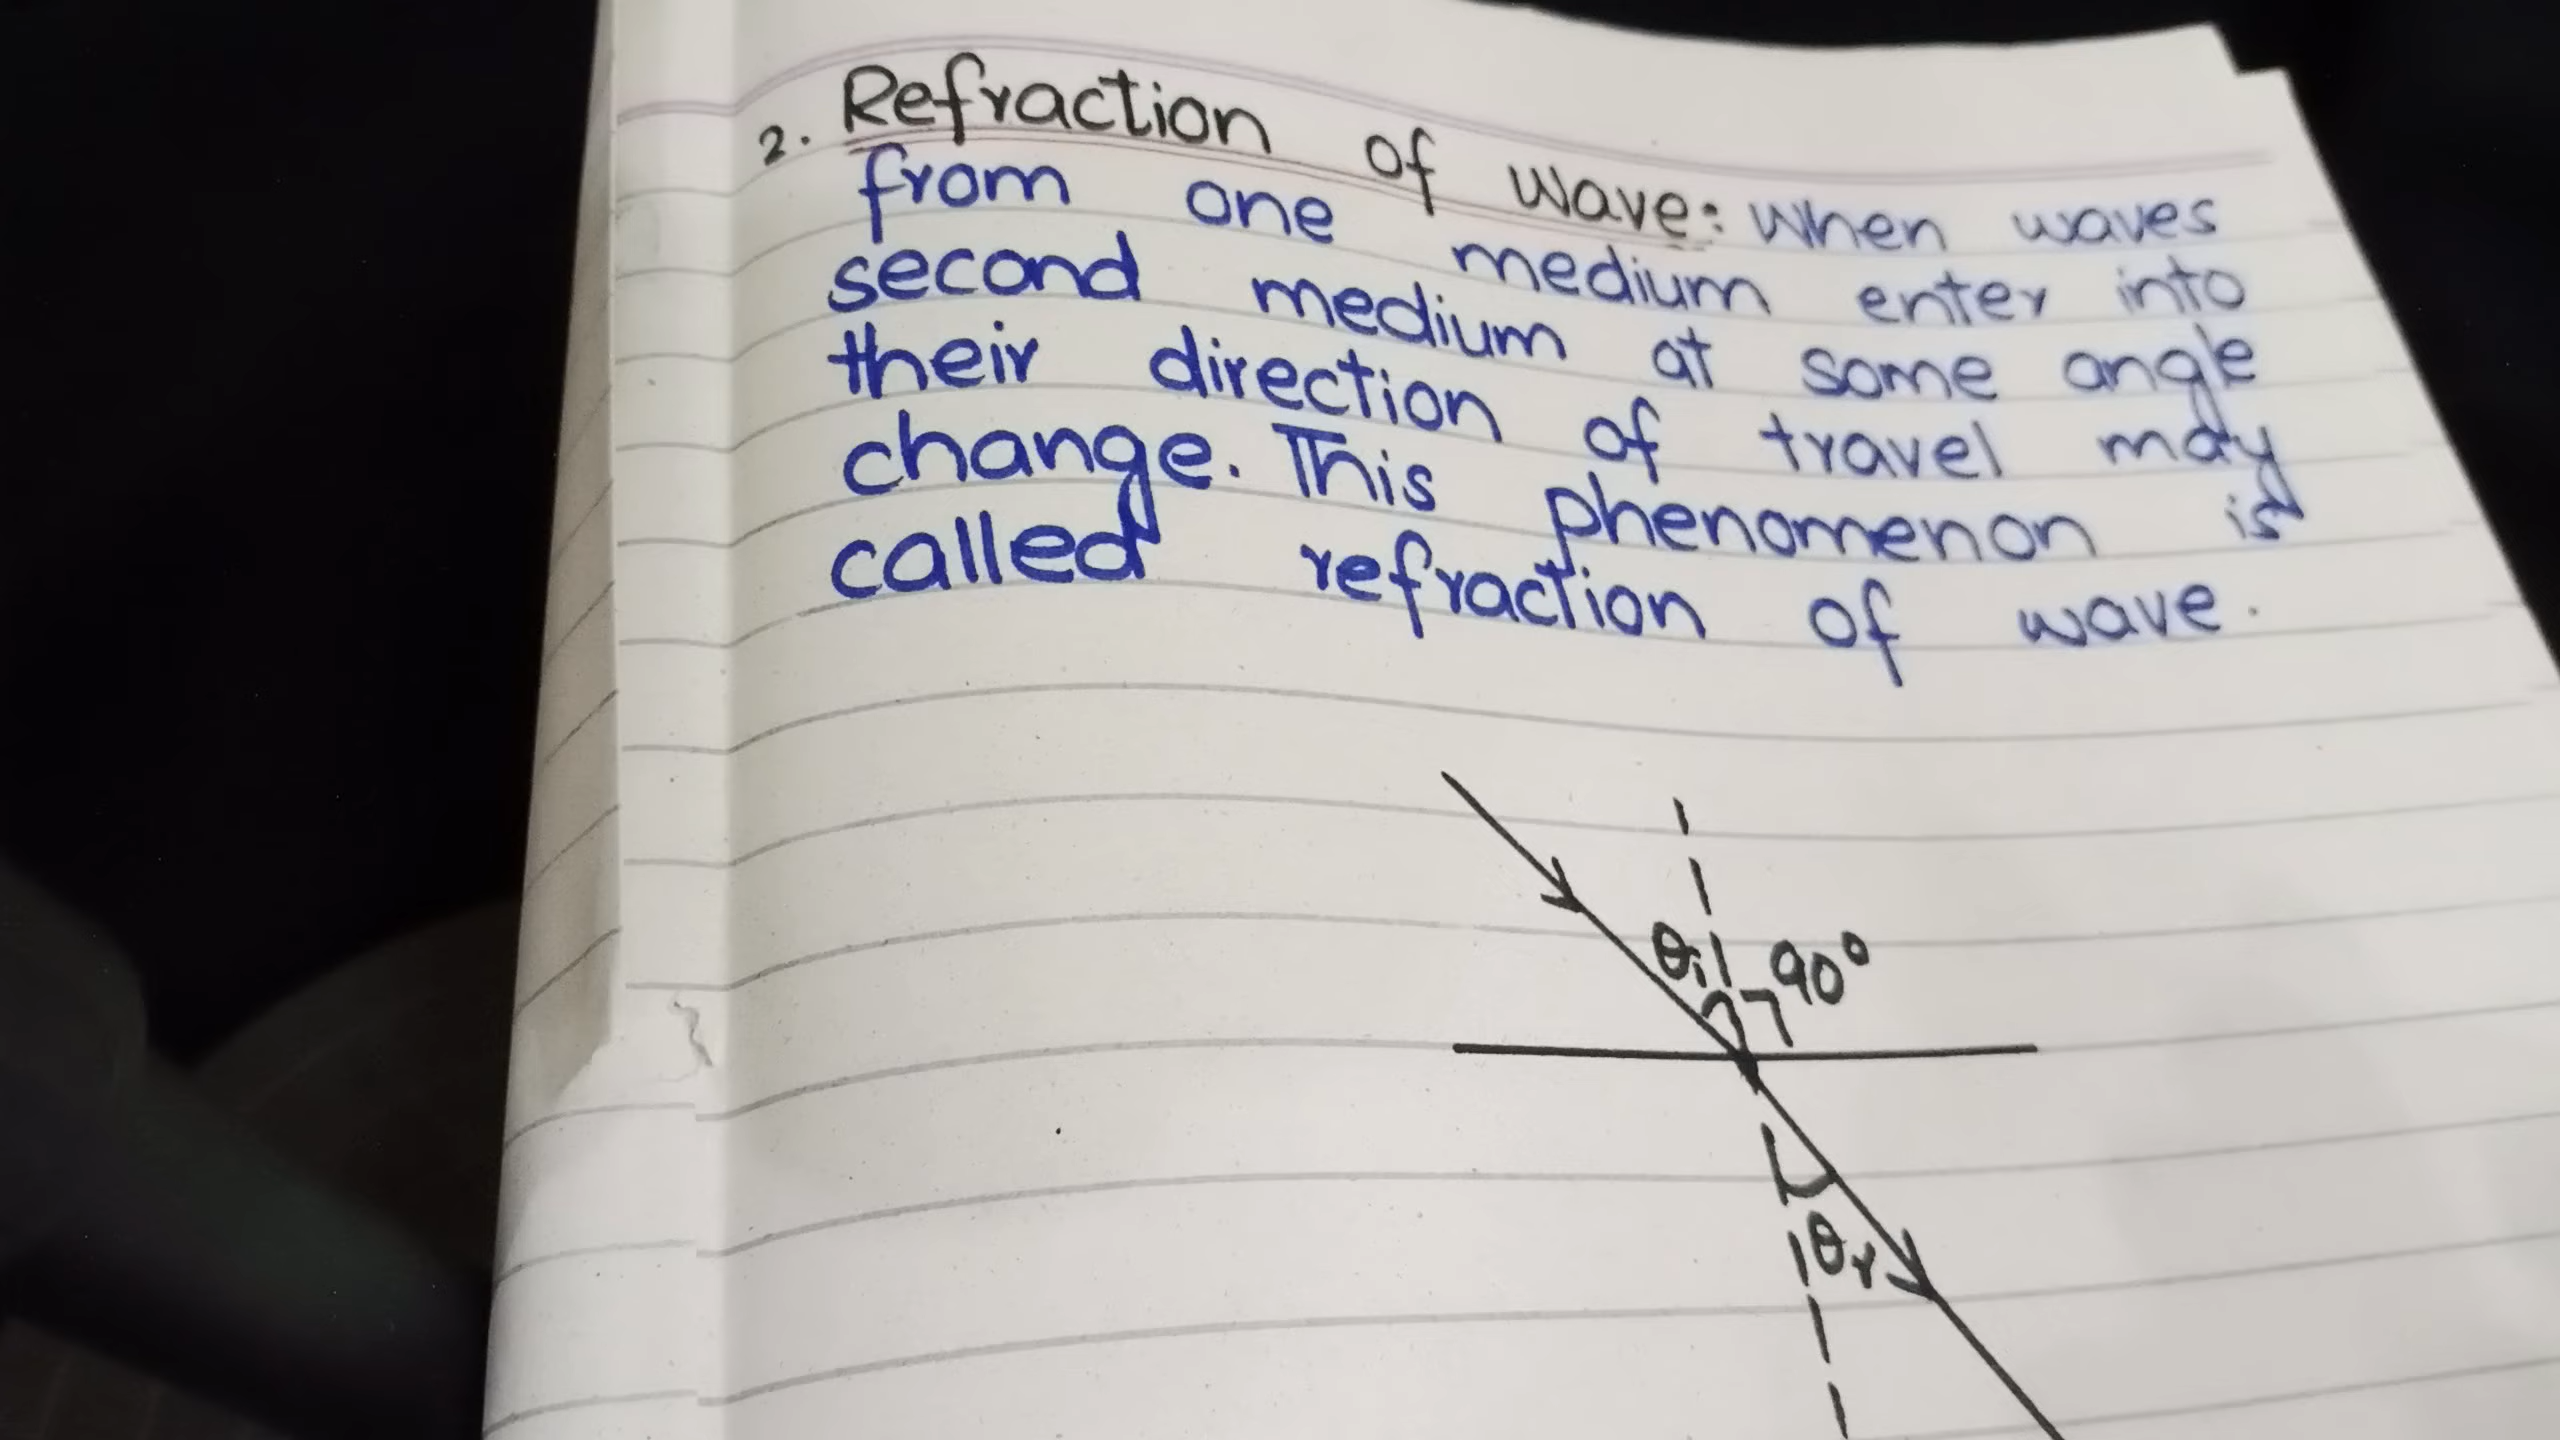 2. Refraction of wave: When waves
from one medium enter into
second medium at some angle
their direction of travel may
change. This phenomenon is
called refraction of wave.
θi 90°
θr